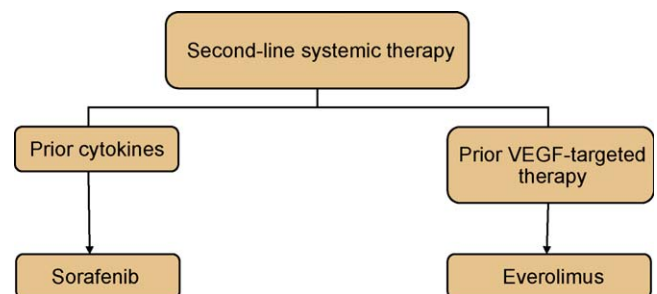 Second-line systemic therapy
Prior cytokines
Prior VEGF-targeted
therapy
Sorafenib
Everolimus